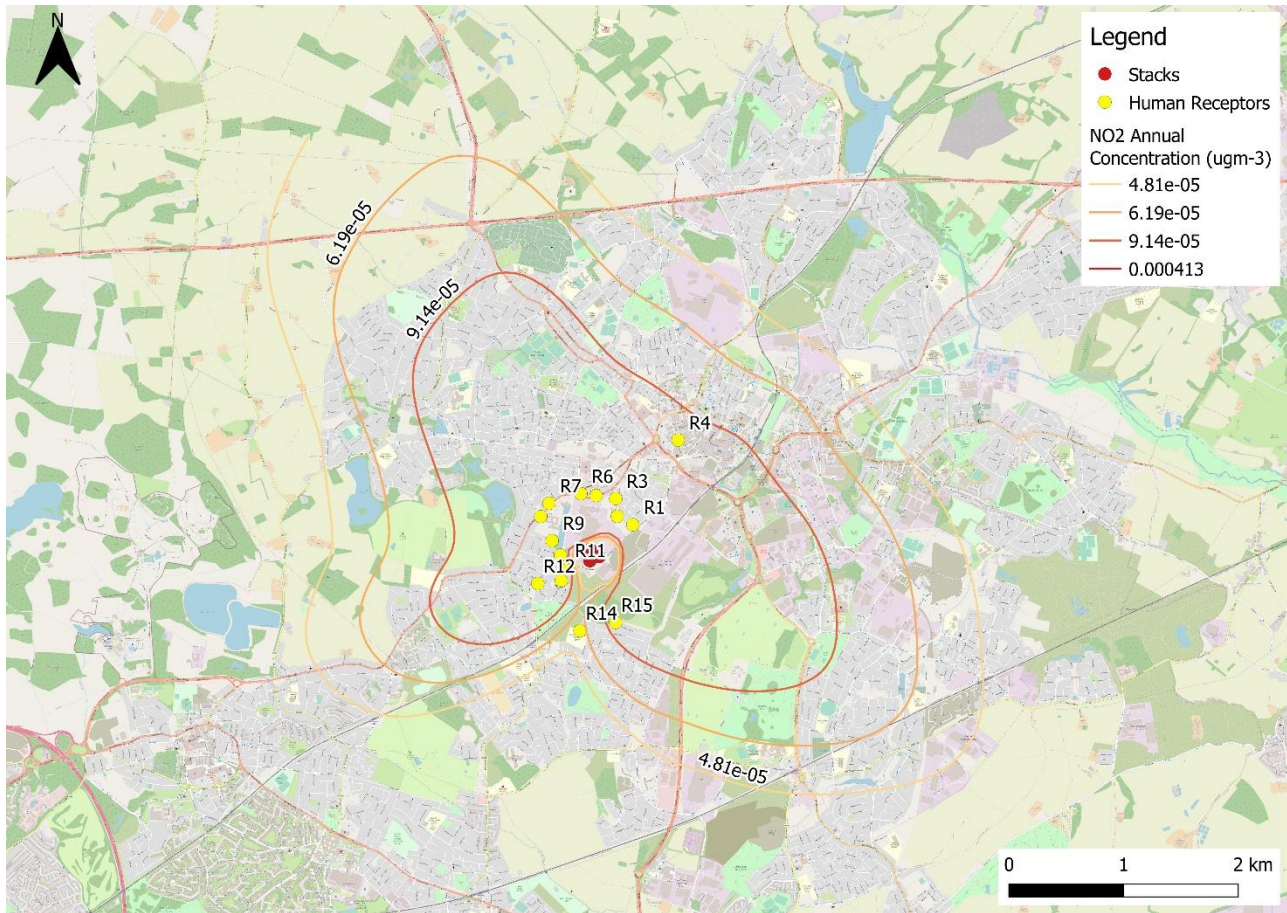 N
Legend
Stacks
Human Receptors
NO2 Annual
Concentration (ugm-3)
4.81e-05
6.19e-05
9.14e-05
0.000413
6.19e-05
9.14e-05
R4
R7
R6
R3
R1
R9
R11
R12
R14
R15
4.81e-05
0 1 2 km